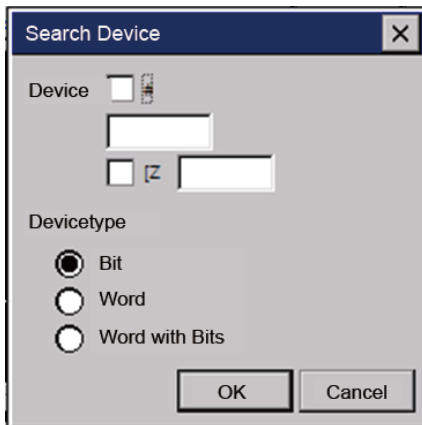 Search Device
Device #
[Z
Devicetype
Bit
Word
Word with Bits
OK Cancel